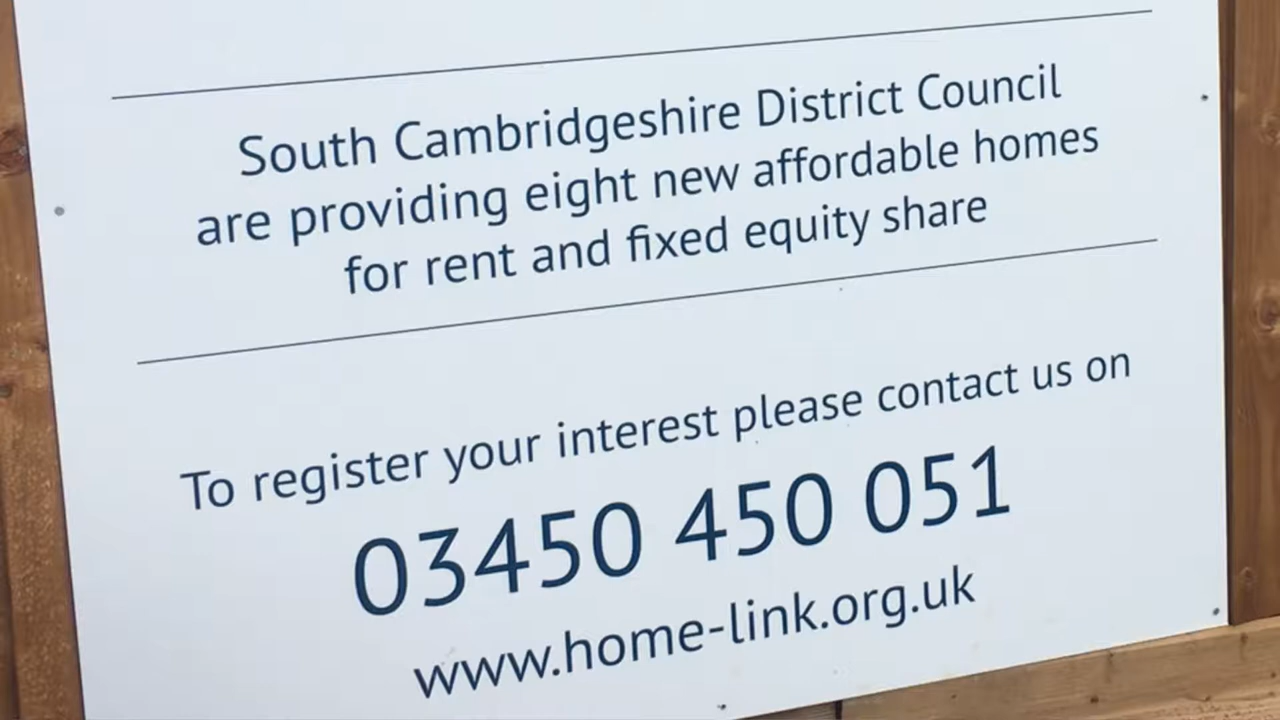 South Cambridgeshire District Council
are providing eight new affordable homes
for rent and fixed equity share
To register your interest please contact us on
03450 450 051
www.home-link.org.uk